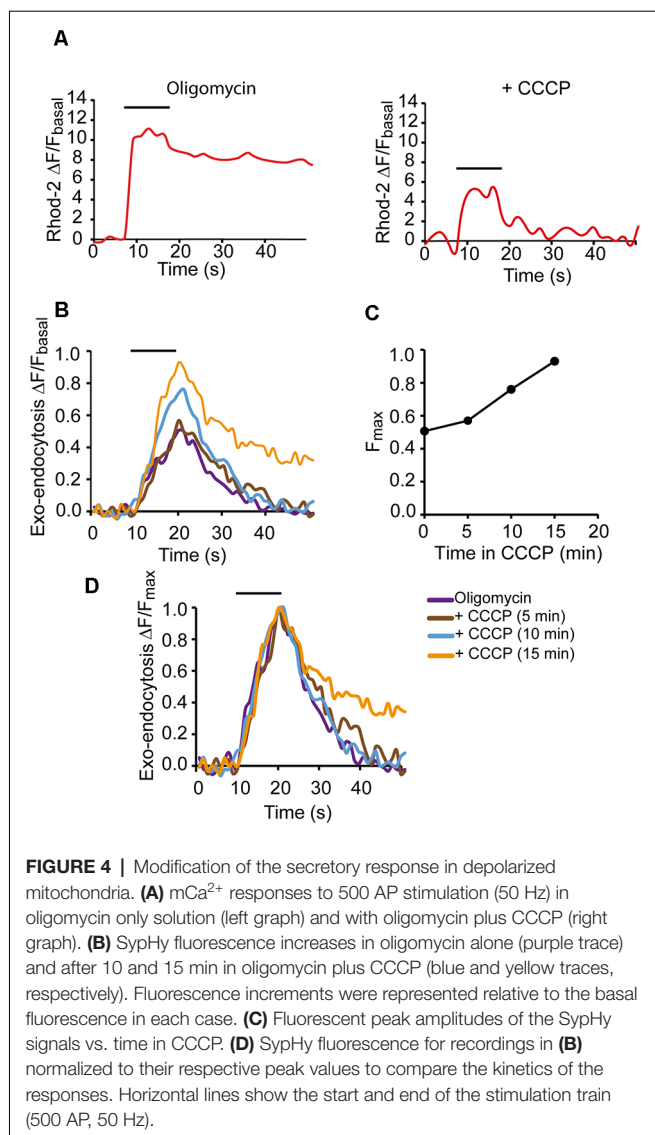 A
Oligomycin
+ CCCP
Rhod-2 ΔF/Fbasal
14
12
10
8
6
4
2
0
0 10 20 30 40
Time (s)
Rhod-2 ΔF/Fbasal
14
12
10
8
6
4
2
0
0 10 20 30 40 50
Time (s)
B
Exo-endocytosis ΔF/Fbasal
1.0
0.8
0.6
0.4
0.2
0.0
0 10 20 30 40
Time (s)
C
Fmax
1.0
0.8
0.6
0.4
0.2
0.0
0 5 10 15 20
Time in CCCP (min)
D
Exo-endocytosis ΔF/Fmax
1.0
0.8
0.6
0.4
0.2
0.0
0 10 20 30 40
Time (s)
Oligomycin
+ CCCP (5 min)
+ CCCP (10 min)
+ CCCP (15 min)
FIGURE 4 | Modification of the secretory response in depolarized
mitochondria. (A) mCa2+ responses to 500 AP stimulation (50 Hz) in
oligomycin only solution (left graph) and with oligomycin plus CCCP (right
graph). (B) SypHy fluorescence increases in oligomycin alone (purple trace)
and after 10 and 15 min in oligomycin plus CCCP (blue and yellow traces,
respectively). Fluorescence increments were represented relative to the basal
fluorescence in each case. (C) Fluorescent peak amplitudes of the SypHy
signals vs. time in CCCP. (D) SypHy fluorescence for recordings in (B)
normalized to their respective peak values to compare the kinetics of the
responses. Horizontal lines show the start and end of the stimulation train
(500 AP, 50 Hz).